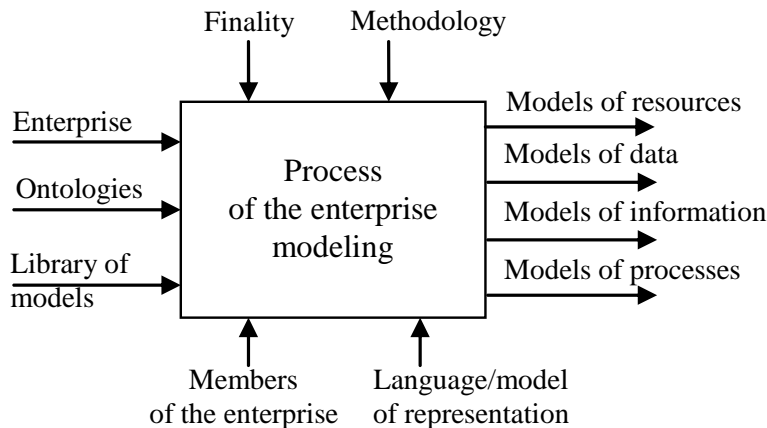 Finality
Methodology
Enterprise
Ontologies
Library of
models
Process
of the enterprise
modeling
Models of resources
Models of data
Models of information
Models of processes
Members
of the enterprise
Language/model
of representation